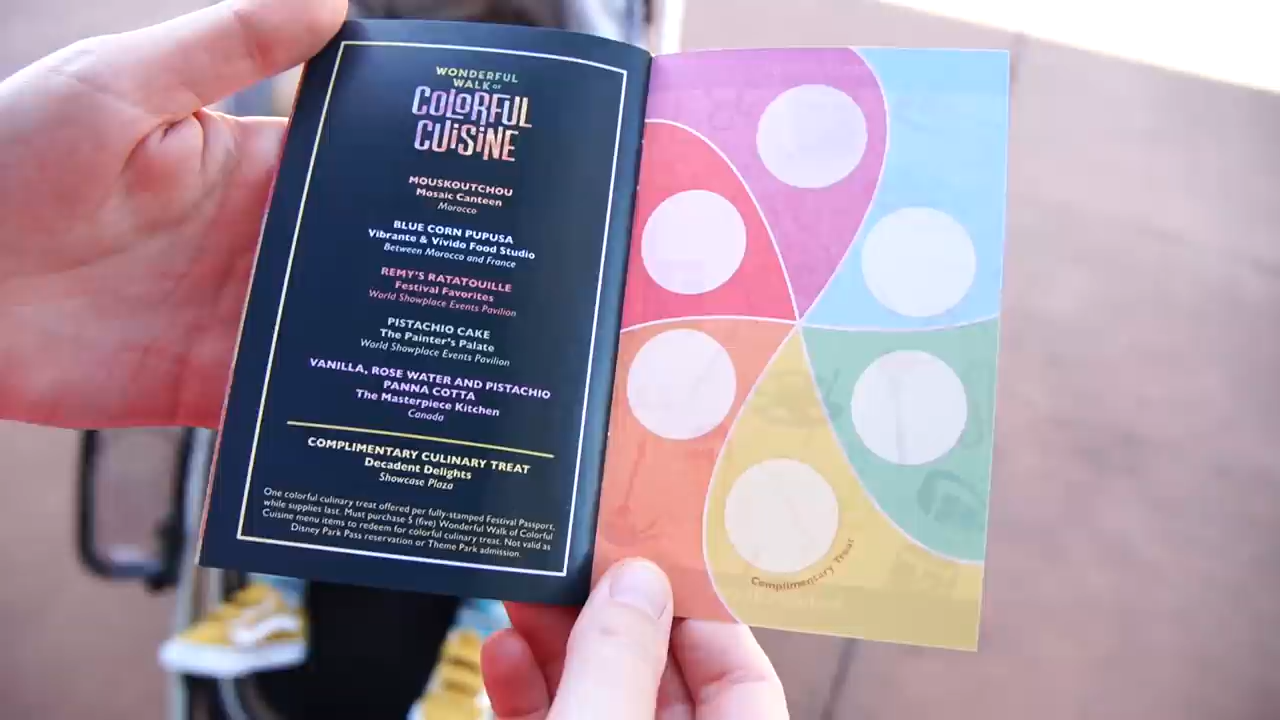 WONDERFUL
WALK OF
COLORFUL
CUISINE
MOUSKOUTCHOU
Mosaic Canteen
Morocco
BLUE CORN PUPUSA
Vibrante & Vívido Food Studio
Between Morocco and France
REMY'S RATATOUILLE
Festival Favorites
World Showplace Events Pavilion
PISTACHIO CAKE
The Painter's Palate
World Showplace Events Pavilion
VANILLA, ROSE WATER AND PISTACHIO
PANNA COTTA
The Masterpiece Kitchen
Canada
COMPLIMENTARY CULINARY TREAT
Decadent Delights
Showcase Plaza
One colorful culinary treat offered per fully-stamped Festival Passport,
while supplies last. Must purchase 5 (five) Wonderful Walk of Colorful
Cuisine menu items to redeem for colorful culinary treat. Not valid as
Disney Park Pass reservation or Theme Park admission.
Complimentary Treat